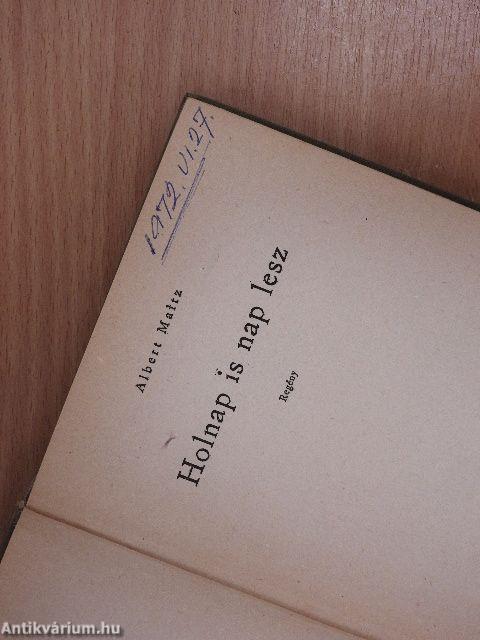 1972. VI. 27.
Albert Maltz
Holnap is nap lesz
Regény
Antikvárium.hu